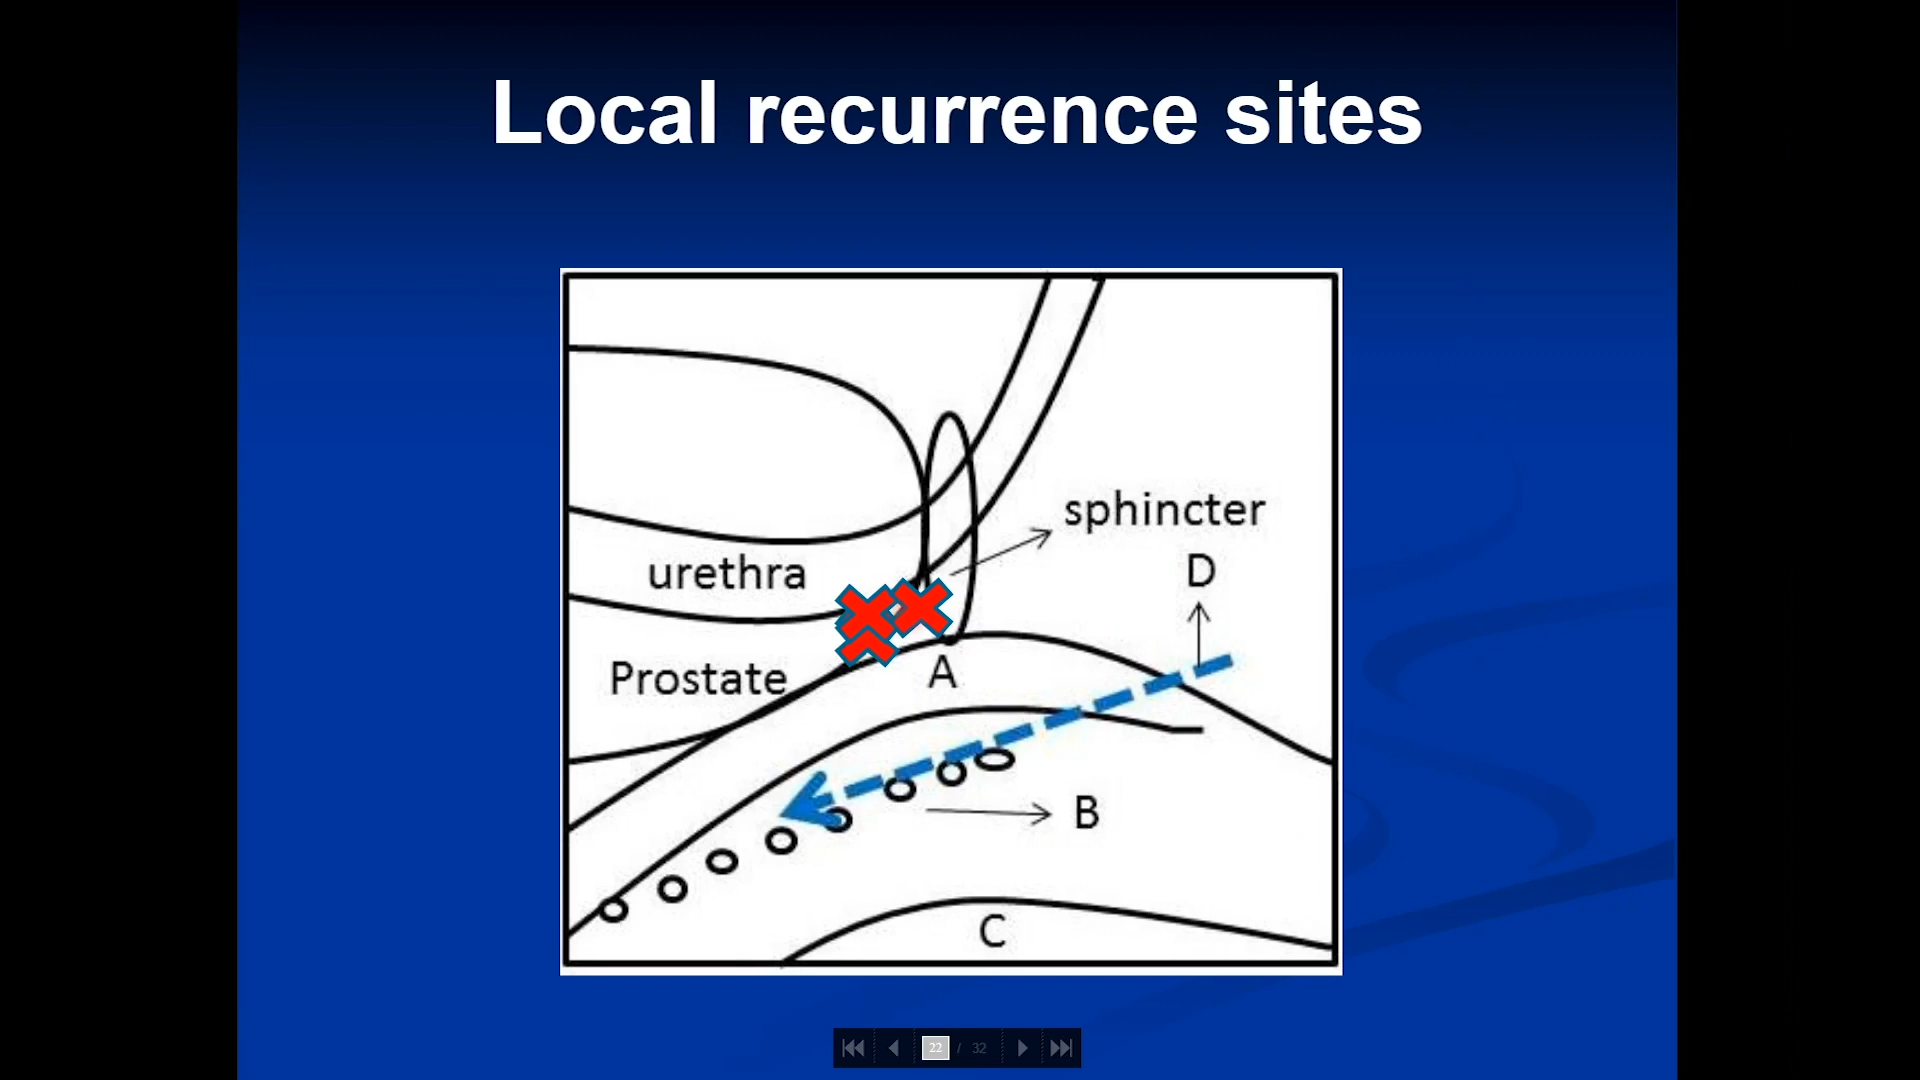 Local recurrence sites
sphincter
D
urethra
Prostate
A
B
C
22 / 32